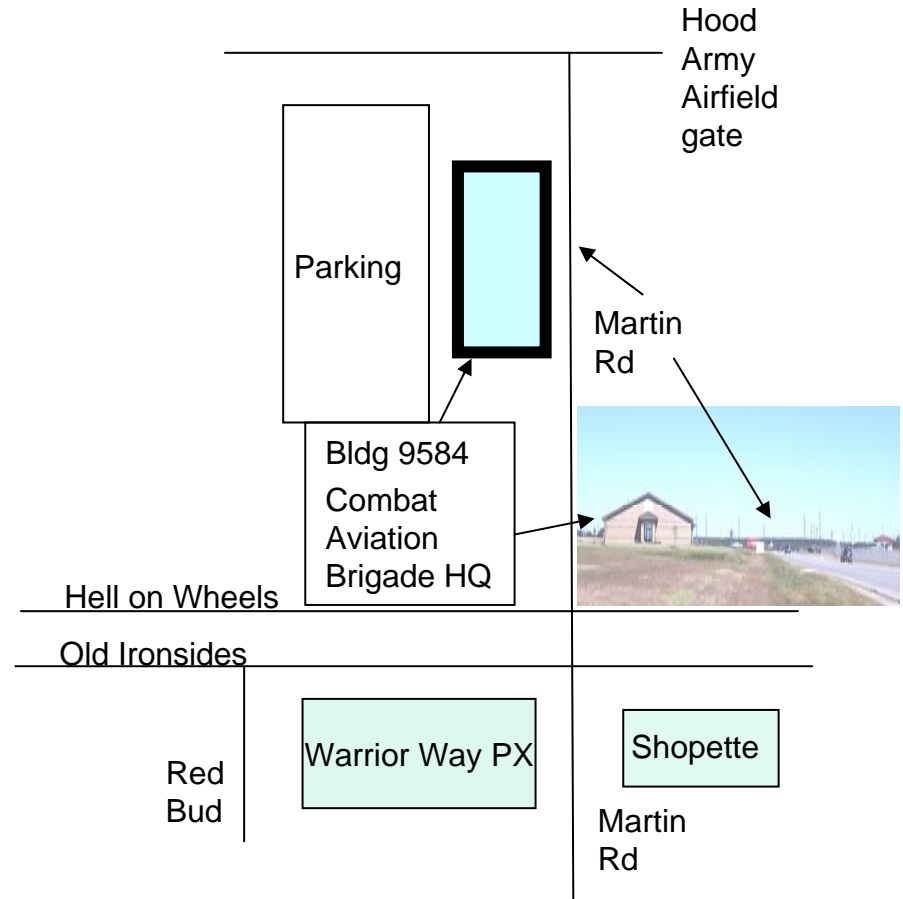 Hood
Army
Airfield
gate
Parking
Martin
Rd
Bldg 9584
Combat
Aviation
Brigade HQ
Hell on Wheels
Old Ironsides
Warrior Way PX
Shopette
Red
Bud
Martin
Rd